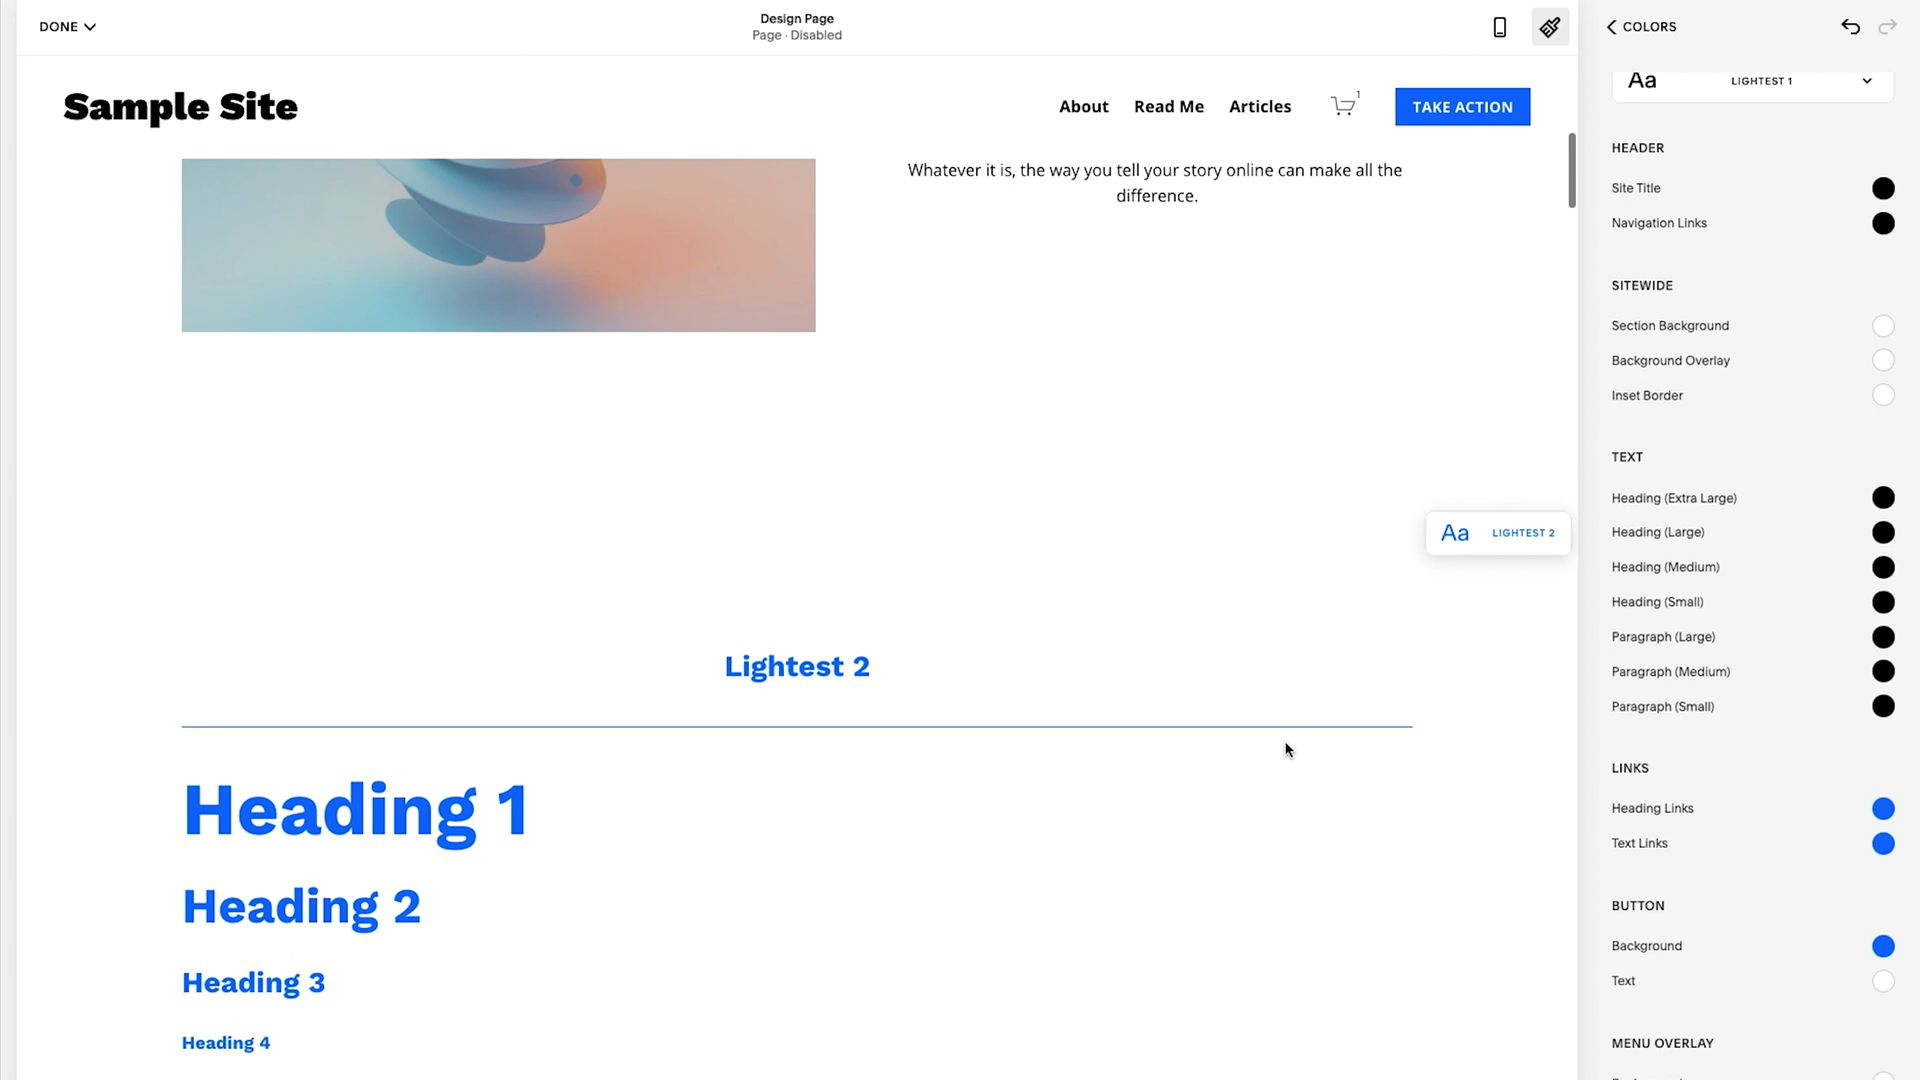 DONE
Design Page
Page · Disabled
COLORS
Sample Site
About
Read Me
Articles
1
TAKE ACTION
Whatever it is, the way you tell your story online can make all the
difference.
Aa LIGHTEST 2
Lightest 2
Heading 1
Heading 2
Heading 3
Heading 4
Aa LIGHTEST 1
HEADER
Site Title
Navigation Links
SITEWIDE
Section Background
Background Overlay
Inset Border
TEXT
Heading (Extra Large)
Heading (Large)
Heading (Medium)
Heading (Small)
Paragraph (Large)
Paragraph (Medium)
Paragraph (Small)
LINKS
Heading Links
Text Links
BUTTON
Background
Text
MENU OVERLAY